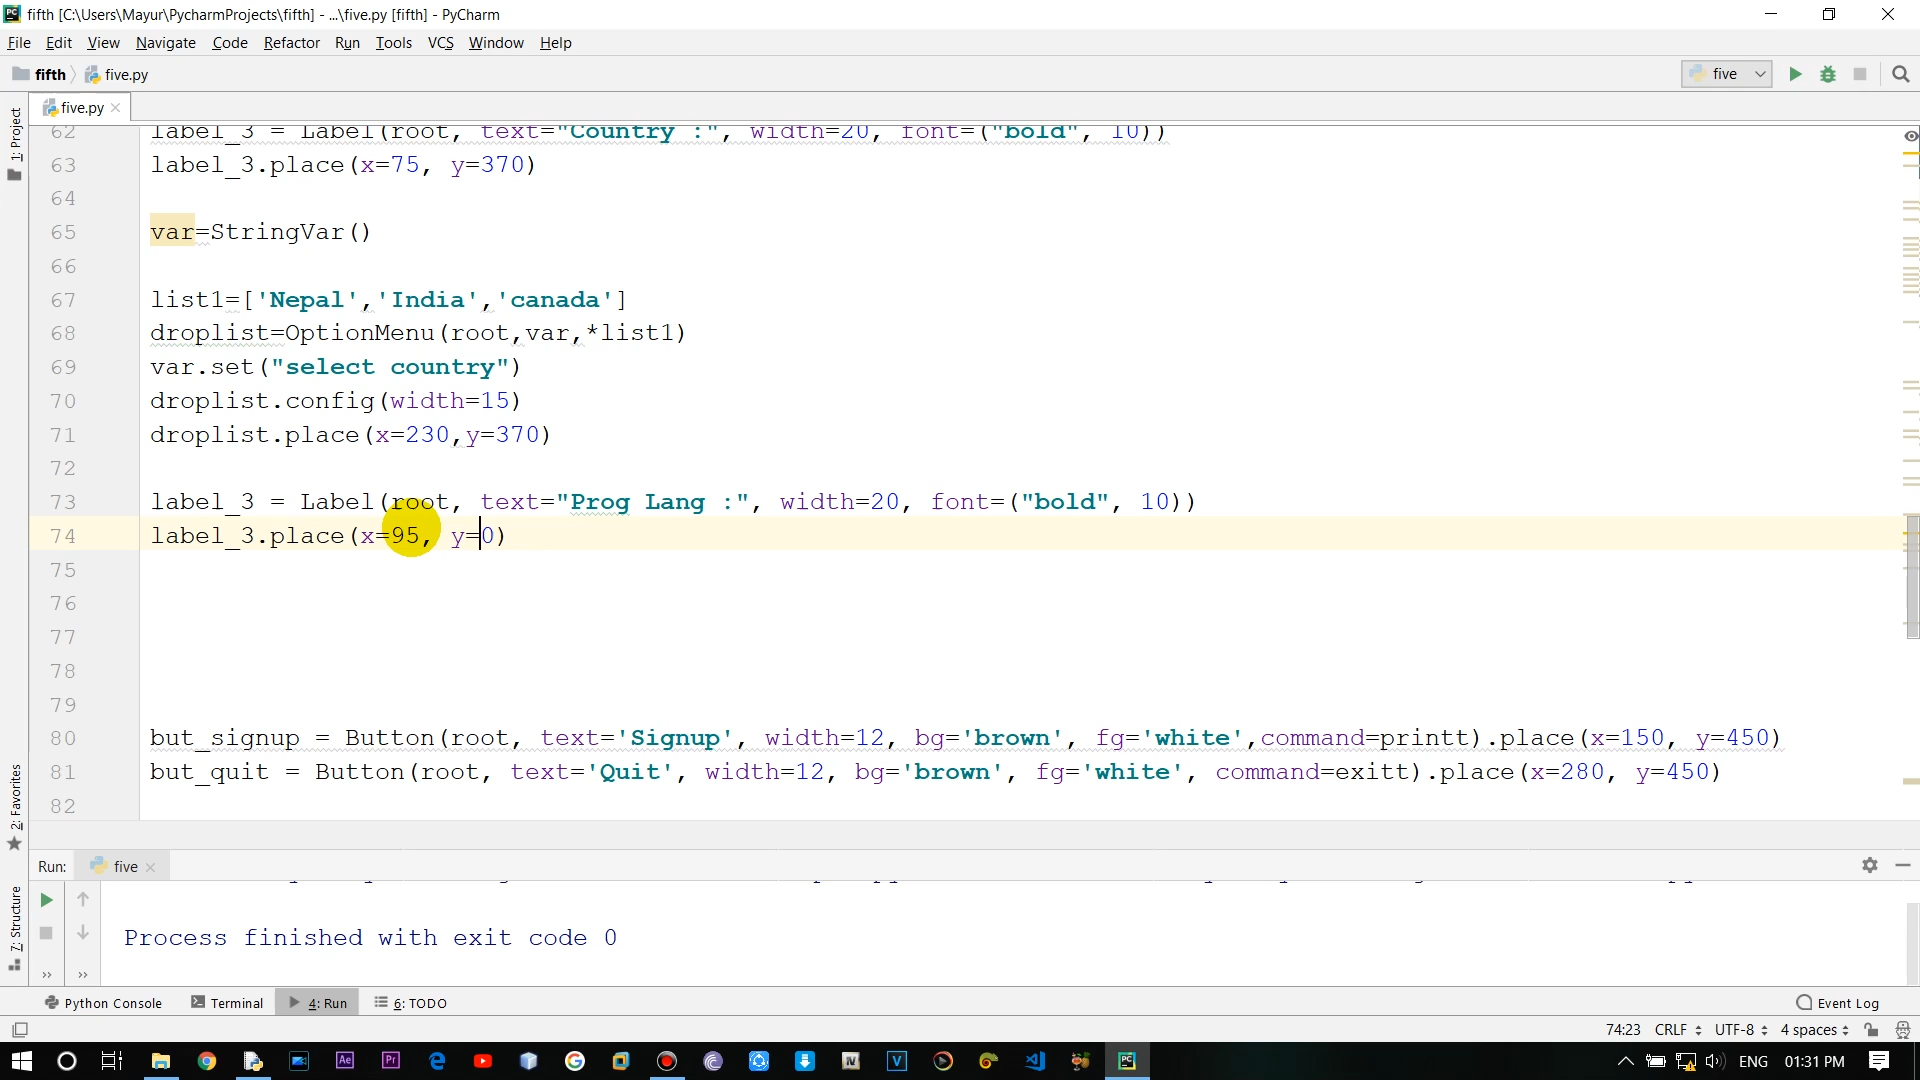 fifth [C:\Users\Mayur\PycharmProjects\fifth] - ...\five.py [fifth] - PyCharm
File Edit View Navigate Code Refactor Run Tools VCS Window Help
fifth five.py five
five.py
1: Project
62 label_3 = Label(root, text="Country :", width=20, font=("bold", 10))
63 label_3.place(x=75, y=370)
64
65 var=StringVar()
66
67 list1=['Nepal','India','canada']
68 droplist=OptionMenu(root,var,*list1)
69 var.set("select country")
70 droplist.config(width=15)
71 droplist.place(x=230,y=370)
72
73 label_3 = Label(root, text="Prog Lang :", width=20, font=("bold", 10))
74 label_3.place(x=95, y=0)
75
76
77
78
79
80 but_signup = Button(root, text='Signup', width=12, bg='brown', fg='white',command=printt).place(x=150, y=450)
81 but_quit = Button(root, text='Quit', width=12, bg='brown', fg='white', command=exitt).place(x=280, y=450)
82
2: Favorites
7: Structure
Run: five
Process finished with exit code 0
Python Console Terminal 4: Run 6: TODO Event Log
74:23 CRLF UTF-8 4 spaces
ENG 01:31 PM